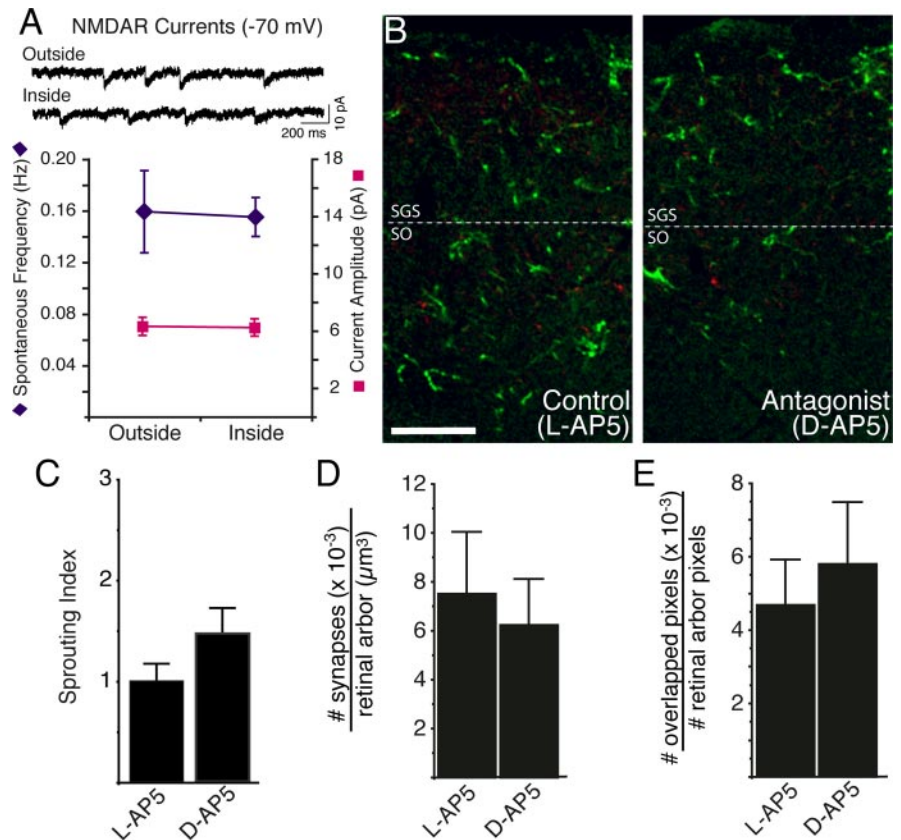 A
NMDAR Currents (-70 mV)
Outside
Inside
10 pA
200 ms
Spontaneous Frequency (Hz)
0.20
0.16
0.12
0.08
0.04
18
14
10
6
2
Current Amplitude (pA)
Outside
Inside
B
SGS
SO
Control
(L-AP5)
SGS
SO
Antagonist
(D-AP5)
C
Sprouting Index
3
2
1
L-AP5
D-AP5
D
# synapses (x 10-3)
retinal arbor (µm³)
12
10
8
6
4
2
L-AP5
D-AP5
E
# overlapped pixels (x 10-3)
# retinal arbor pixels
8
6
4
2
L-AP5
D-AP5